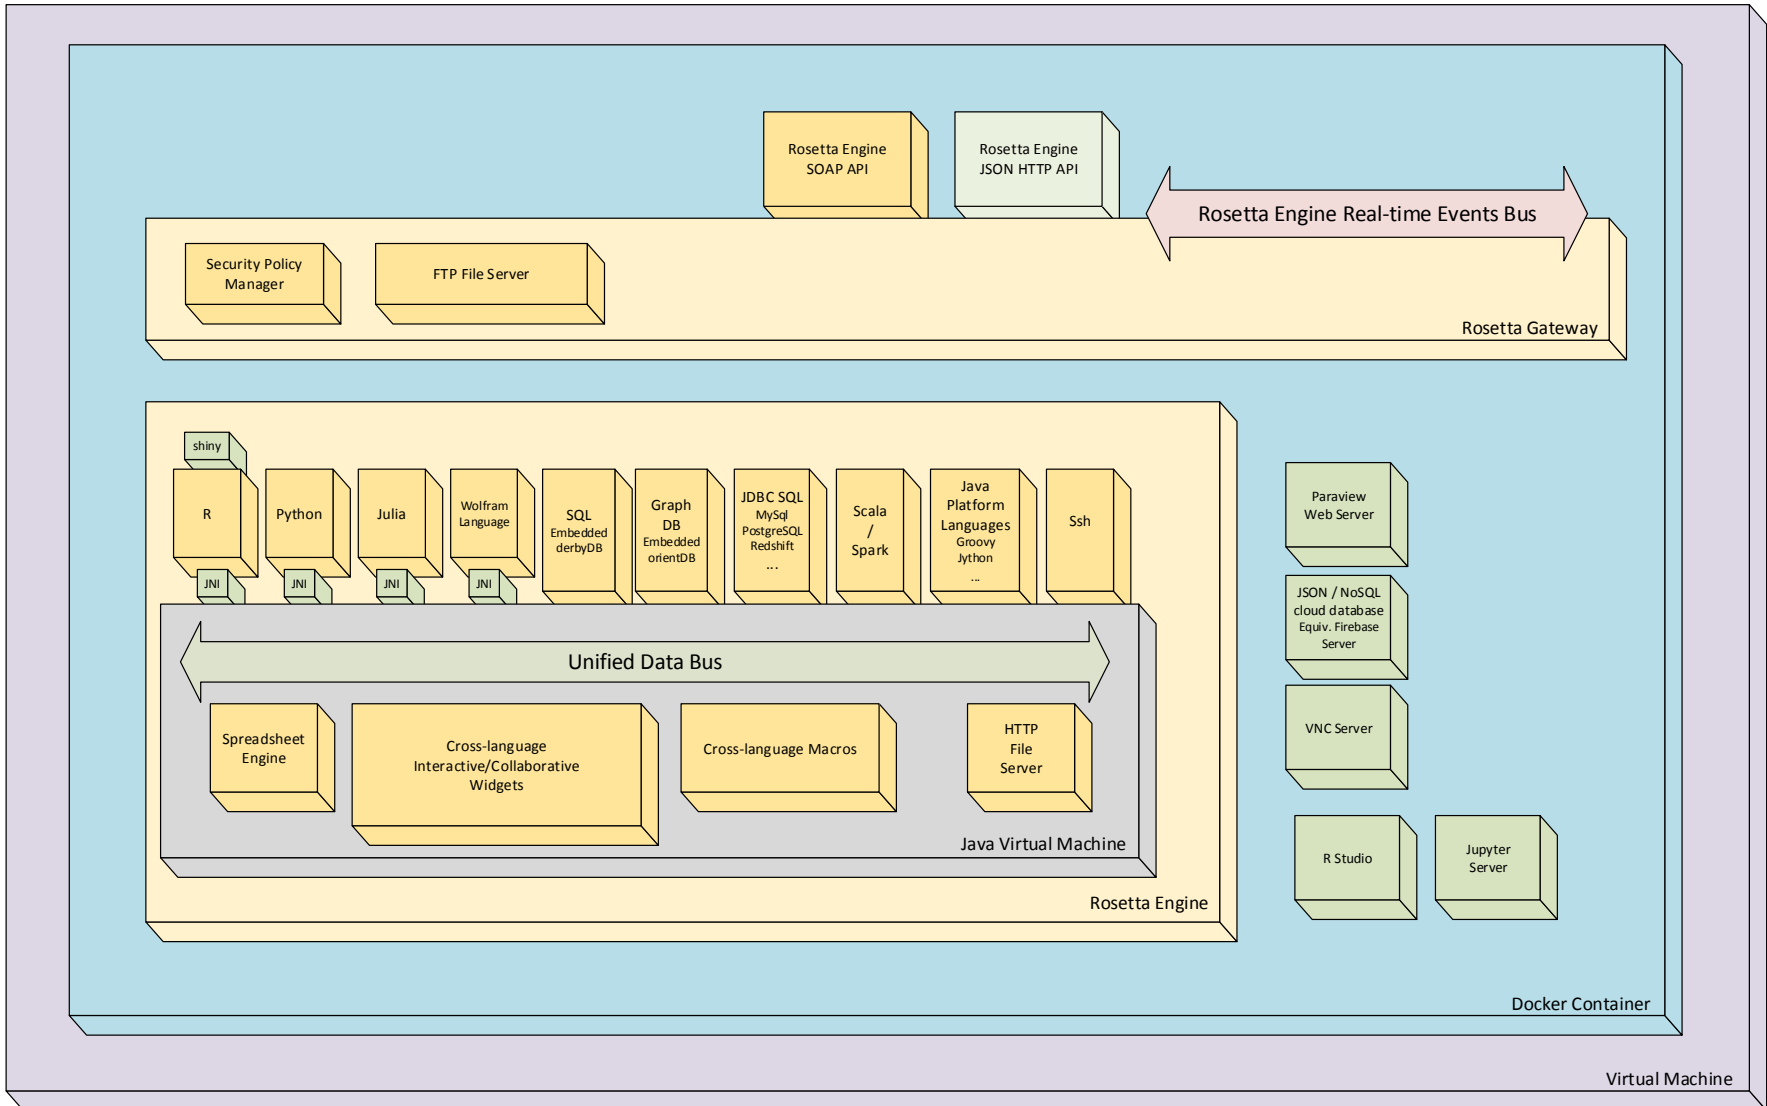 Rosetta Engine
SOAP API
Rosetta Engine
JSON HTTP API
Rosetta Engine Real-time Events Bus
Security Policy
Manager
FTP File Server
Rosetta Gateway
shiny
R
Python
Julia
Wolfram
Language
SQL
Embedded
derbyDB
Graph
DB
Embedded
orientDB
JDBC SQL
MySql
PostgreSQL
Redshift
...
Scala
/
Spark
Java
Platform
Languages
Groovy
Jython
...
Ssh
JNI
JNI
JNI
JNI
Unified Data Bus
Spreadsheet
Engine
Cross-language
Interactive/Collaborative
Widgets
Cross-language Macros
HTTP
File
Server
Java Virtual Machine
Rosetta Engine
Paraview
Web Server
JSON / NoSQL
cloud database
Equiv. Firebase
Server
VNC Server
R Studio
Jupyter
Server
Docker Container
Virtual Machine